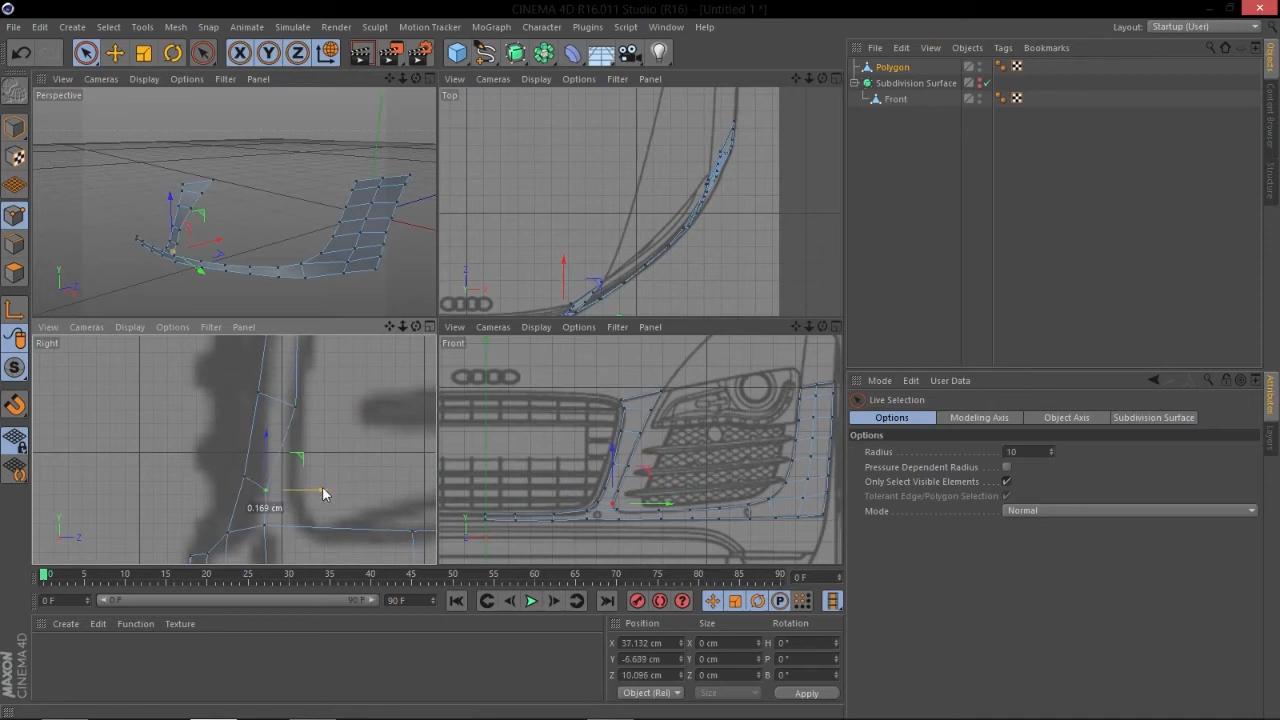 CINEMA 4D R16.011 Studio (R16) - [Untitled 1 *]
File Edit Create Select Tools Mesh Snap Animate Simulate Render Sculpt Motion Tracker MoGraph Character Plugins Script Window Help
Layout: Startup (User)
View Cameras Display Options Filter Panel
Perspective
View Cameras Display Options Filter Panel
Top
File Edit View Objects Tags Bookmarks
Polygon
Subdivision Surface
Front
Objects
Content Browser
Structure
View Cameras Display Options Filter Panel
Right
0.169 cm
View Cameras Display Options Filter Panel
Front
Mode Edit User Data
Live Selection
Options Modeling Axis Object Axis Subdivision Surface
Options
Radius 10
Pressure Dependent Radius
Only Select Visible Elements
Tolerant Edge/Polygon Selection
Mode Normal
Attributes
Layers
0 5 10 15 20 25 30 35 40 45 50 55 60 65 70 75 80 85 90 0 F
0 F 0 F 90 F 90 F
Create Edit Function Texture
Position Size Rotation
X 37.132 cm X 0 cm H 0 °
Y -6.639 cm Y 0 cm P 0 °
Z 10.096 cm Z 0 cm B 0 °
Object (Rel) Size Apply
MAXON
CINEMA 4D